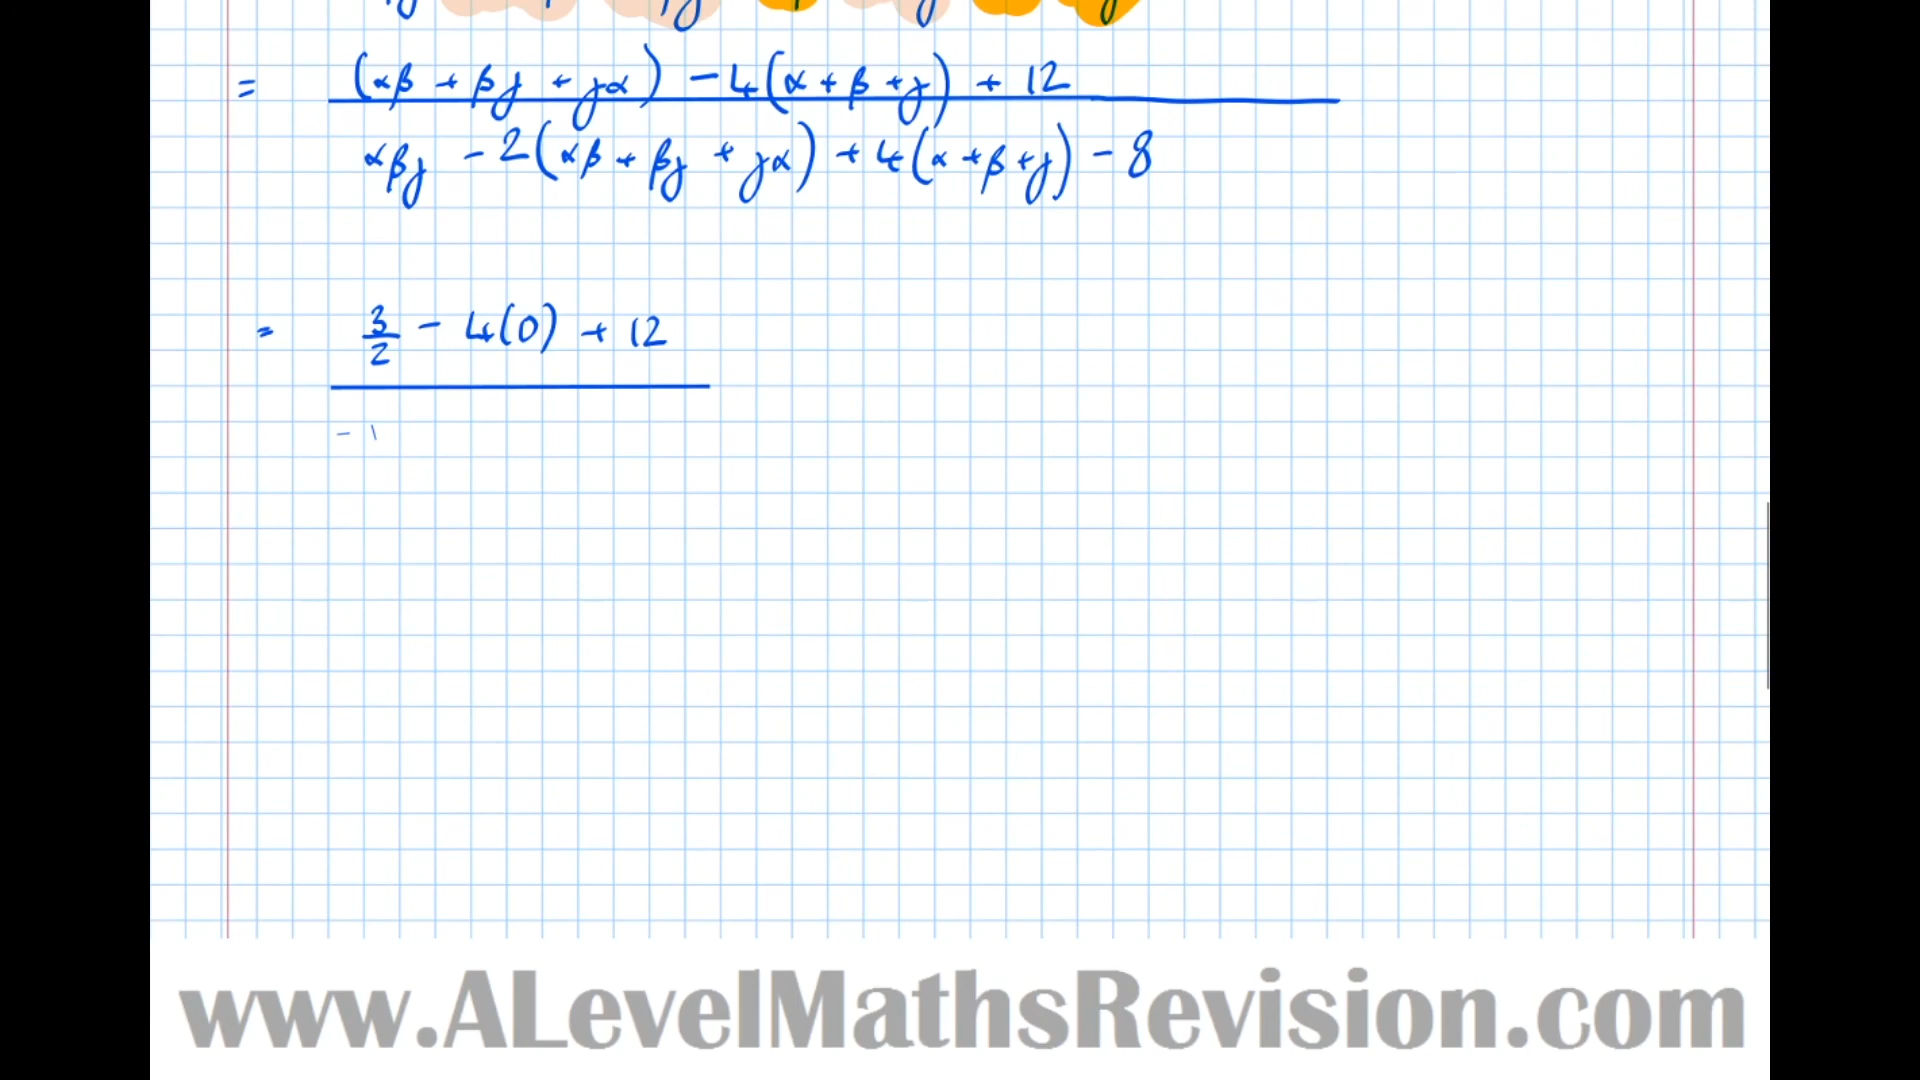 = (αβ + βγ + γα) - 4(α + β + γ) + 12
αβγ - 2(αβ + βγ + γα) + 4(α + β + γ) - 8
= 3/2 - 4(0) + 12
- 1
www.ALevelMathsRevision.com